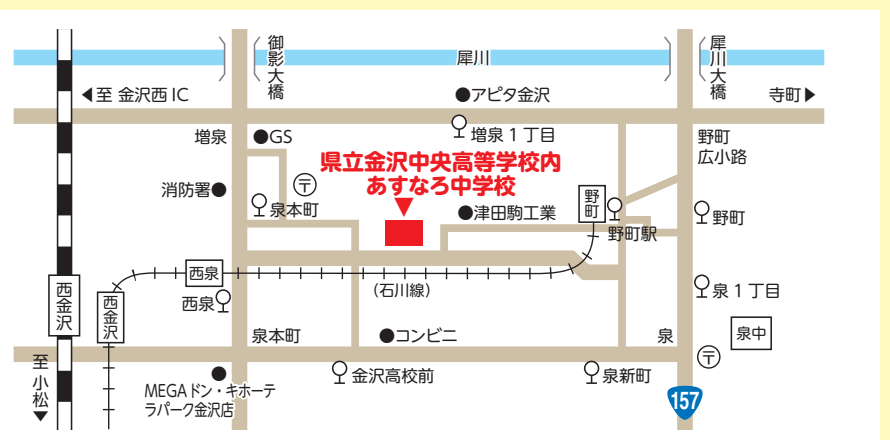 御影大橋
犀川
犀川大橋
◀至 金沢西IC
●アピタ金沢
寺町▶
増泉
●GS
増泉1丁目
野町
広小路
県立金沢中央高等学校内
あすなろ中学校
消防署●
〒
泉本町
●津田駒工業
野町
野町駅
野町
西泉
(石川線)
西金沢
西金沢
西泉
泉1丁目
泉本町
●コンビニ
泉
泉中
〒
至小松▼
金沢高校前
泉新町
MEGAドン・キホーテ
ラパーク金沢店
157